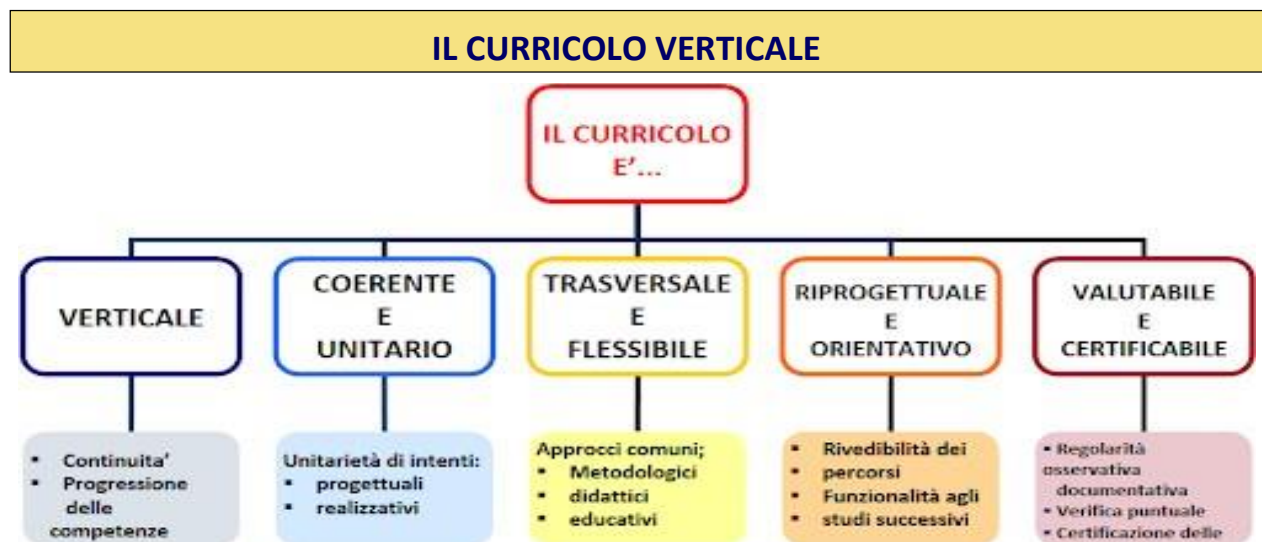 IL CURRICOLO VERTICALE
IL CURRICOLO
E'...
VERTICALE
COERENTE
E
UNITARIO
TRASVERSALE
E
FLESSIBILE
RIPROGETTUALE
E
ORIENTATIVO
VALUTABILE
E
CERTIFICABILE
▪ Continuita'
▪ Progressione
delle
competenze
Unitarietà di intenti:
▪ progettuali
▪ realizzativi
Approcci comuni;
▪ Metodologici
▪ didattici
▪ educativi
▪ Rivedibilità dei
▪ percorsi
▪ Funzionalità agli
▪ studi successivi
▪ Regolarità
osservativa
documentativa
▪ Verifica puntuale
▪ Certificazione delle